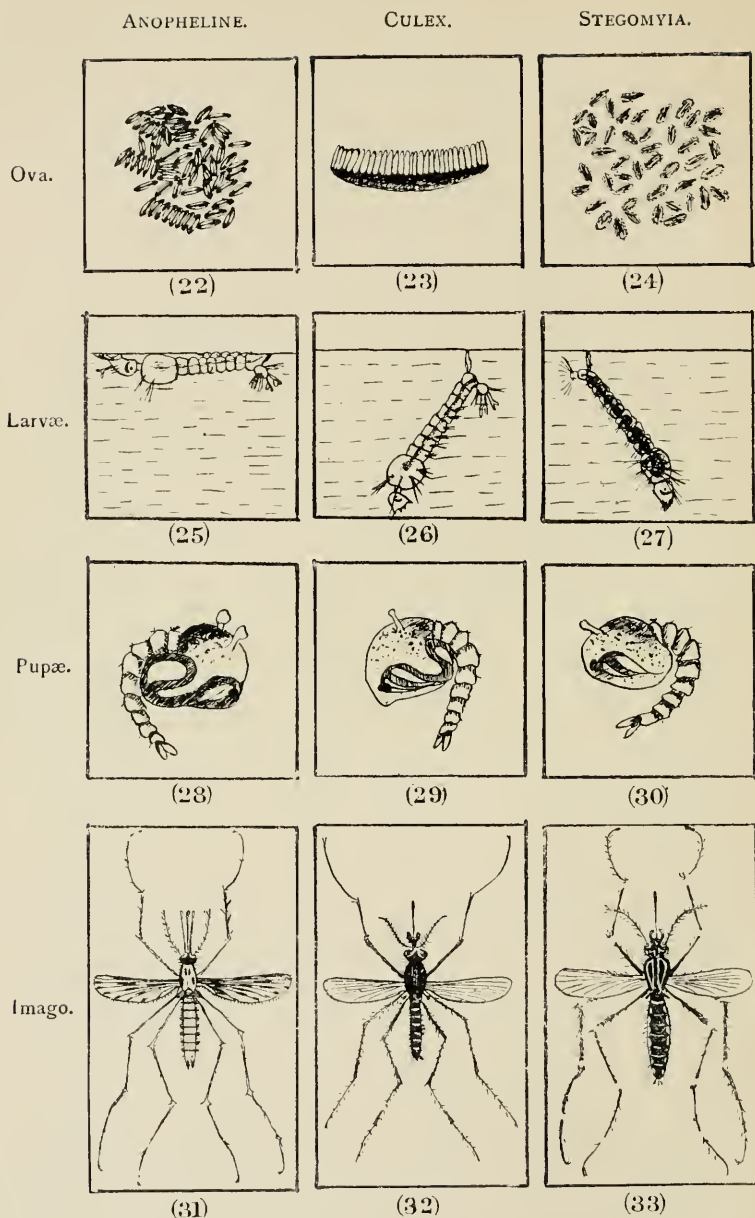 ANOPHELINE. CULEX. STEGOMYIA.
Ova.
(22) (23) (24)
Larvæ.
(25) (26) (27)
Pupæ.
(28) (29) (30)
Imago.
(31) (32) (33)